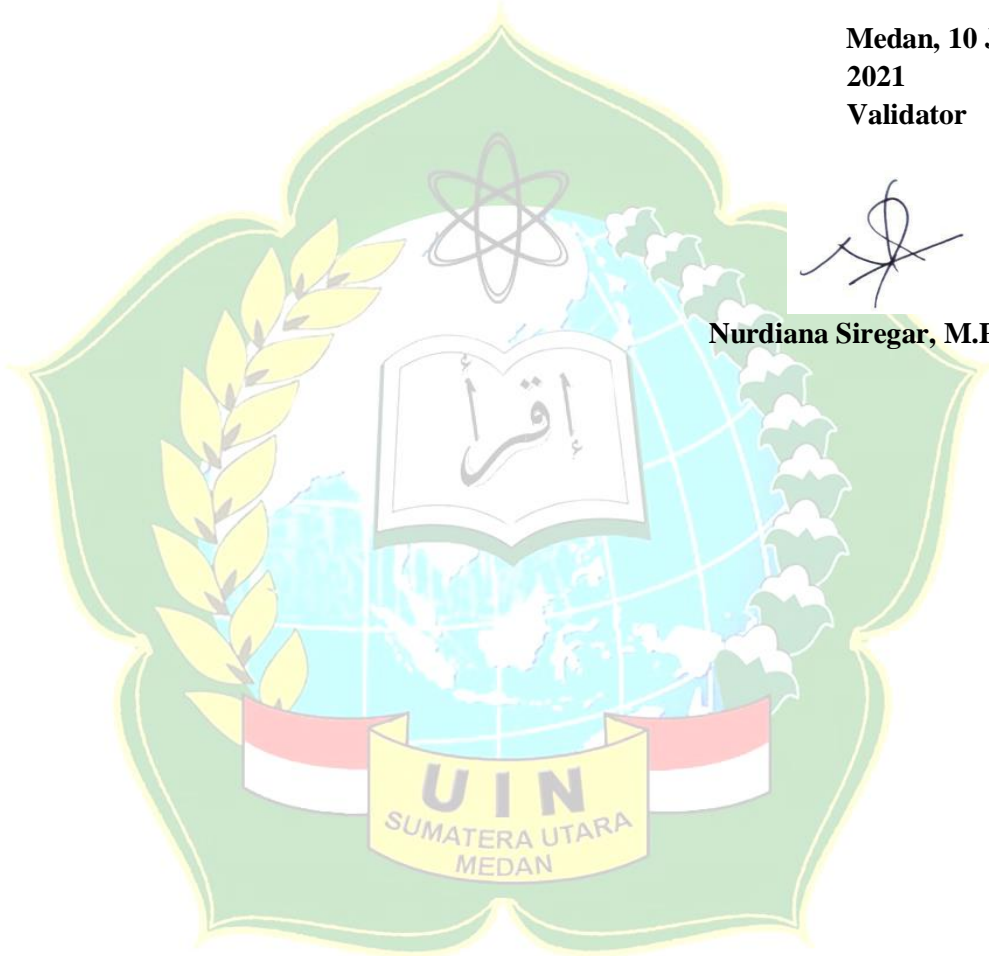 Medan, 10 J
2021
Validator
Nurdiana Siregar, M.
إقرأ
UIN
SUMATERA UTARA
MEDAN